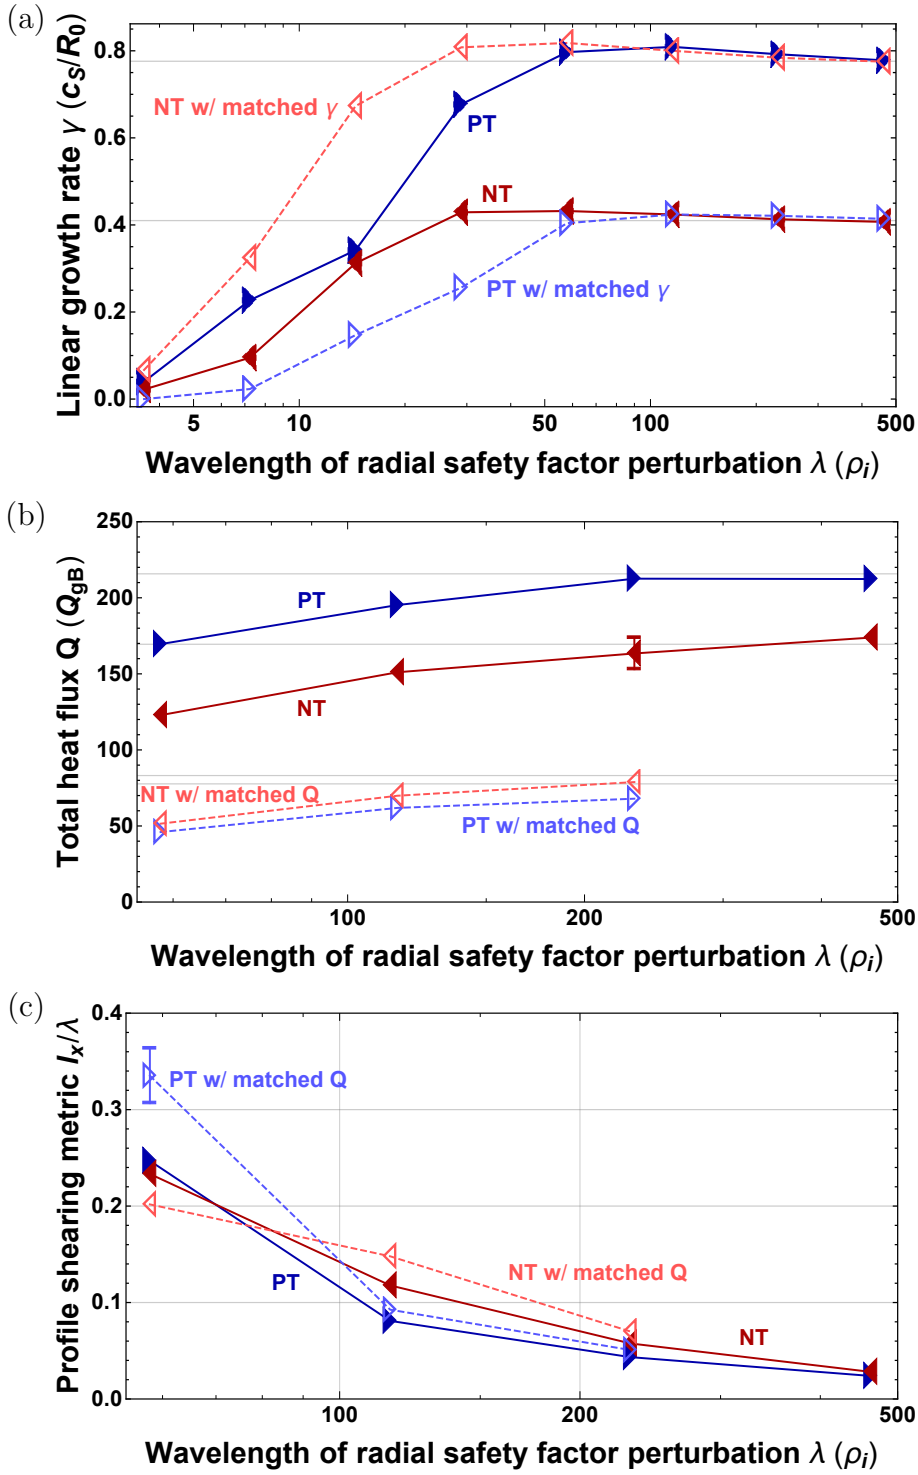 (a)
Linear growth rate γ (c_S/R_0)
0.8
0.6
0.4
0.2
0.0
NT w/ matched γ
PT
NT
PT w/ matched γ
5 10 50 100 500
Wavelength of radial safety factor perturbation λ (ρ_i)
(b)
Total heat flux Q (Q_gB)
250
200
150
100
50
0
PT
NT
NT w/ matched Q
PT w/ matched Q
100 200 500
Wavelength of radial safety factor perturbation λ (ρ_i)
(c)
Profile shearing metric I_x/λ
0.4
0.3
0.2
0.1
0.0
PT w/ matched Q
PT
NT w/ matched Q
NT
100 200 500
Wavelength of radial safety factor perturbation λ (ρ_i)